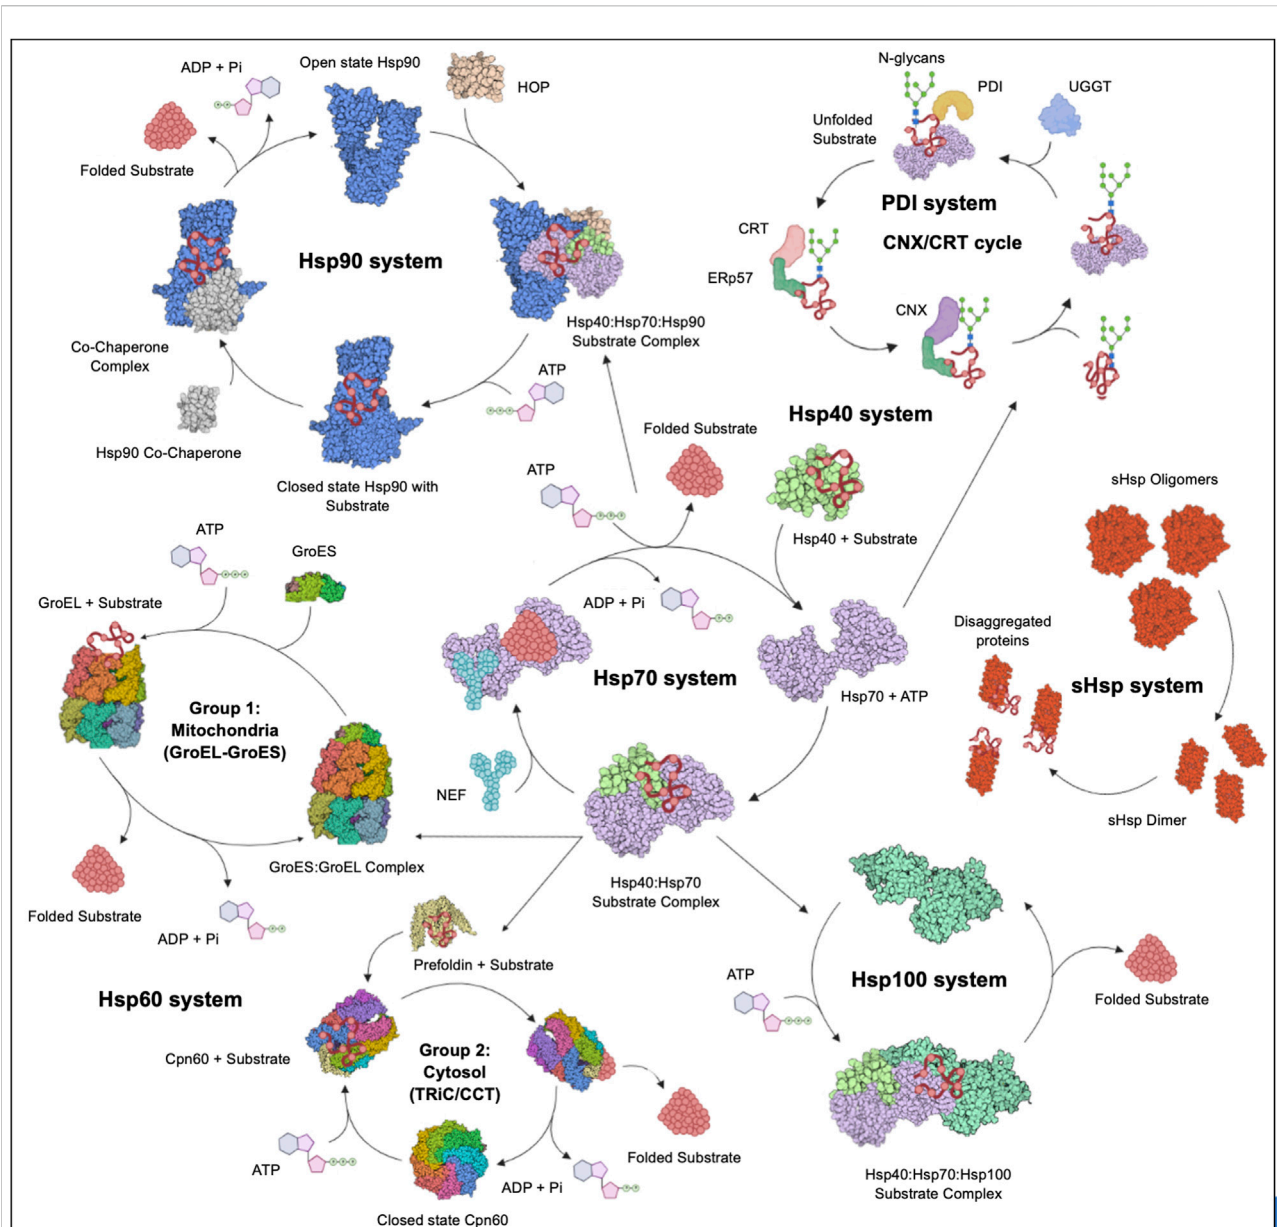 ADP + Pi
Open state Hsp90
HOP
Folded Substrate
Hsp90 system
Hsp40:Hsp70:Hsp90
Substrate Complex
Co-Chaperone
Complex
ATP
Hsp90 Co-Chaperone
Closed state Hsp90 with
Substrate
N-glycans
PDI
UGGT
Unfolded
Substrate
PDI system
CNX/CRT cycle
CRT
ERp57
CNX
Hsp40 system
Folded Substrate
ATP
Hsp40 + Substrate
ADP + Pi
Hsp70 system
Hsp70 + ATP
NEF
Hsp40:Hsp70
Substrate Complex
sHsp Oligomers
Disaggregated
proteins
sHsp system
sHsp Dimer
ATP
GroES
GroEL + Substrate
Group 1:
Mitochondria
(GroEL-GroES)
GroES:GroEL Complex
Folded Substrate
ADP + Pi
Hsp60 system
Prefoldin + Substrate
Cpn60 + Substrate
Group 2:
Cytosol
(TRiC/CCT)
Folded Substrate
ATP
ADP + Pi
Closed state Cpn60
Hsp100 system
ATP
Folded Substrate
Hsp40:Hsp70:Hsp100
Substrate Complex